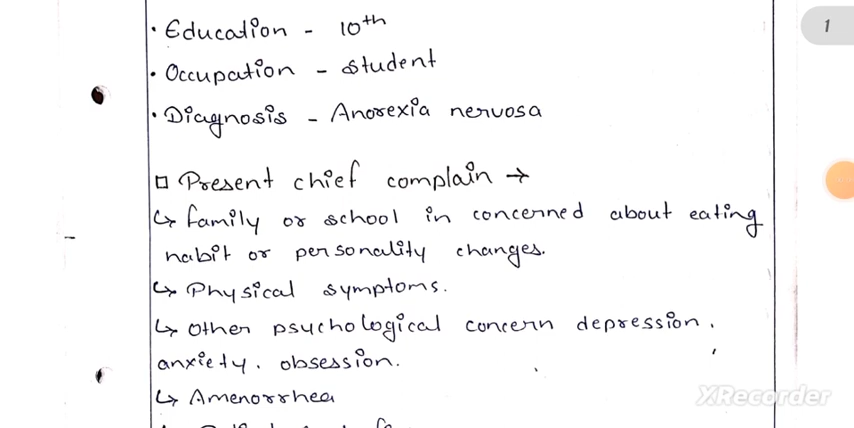 • Education - 10th
1
• Occupation - student
• Diagnosis - Anorexia nervosa
□ Present chief complain →
↳ family or school in concerned about eating
habit or personality changes.
↳ Physical symptoms.
↳ Other psychological concern depression,
anxiety, obsession.
↳ Amenorrhea
XRecorder